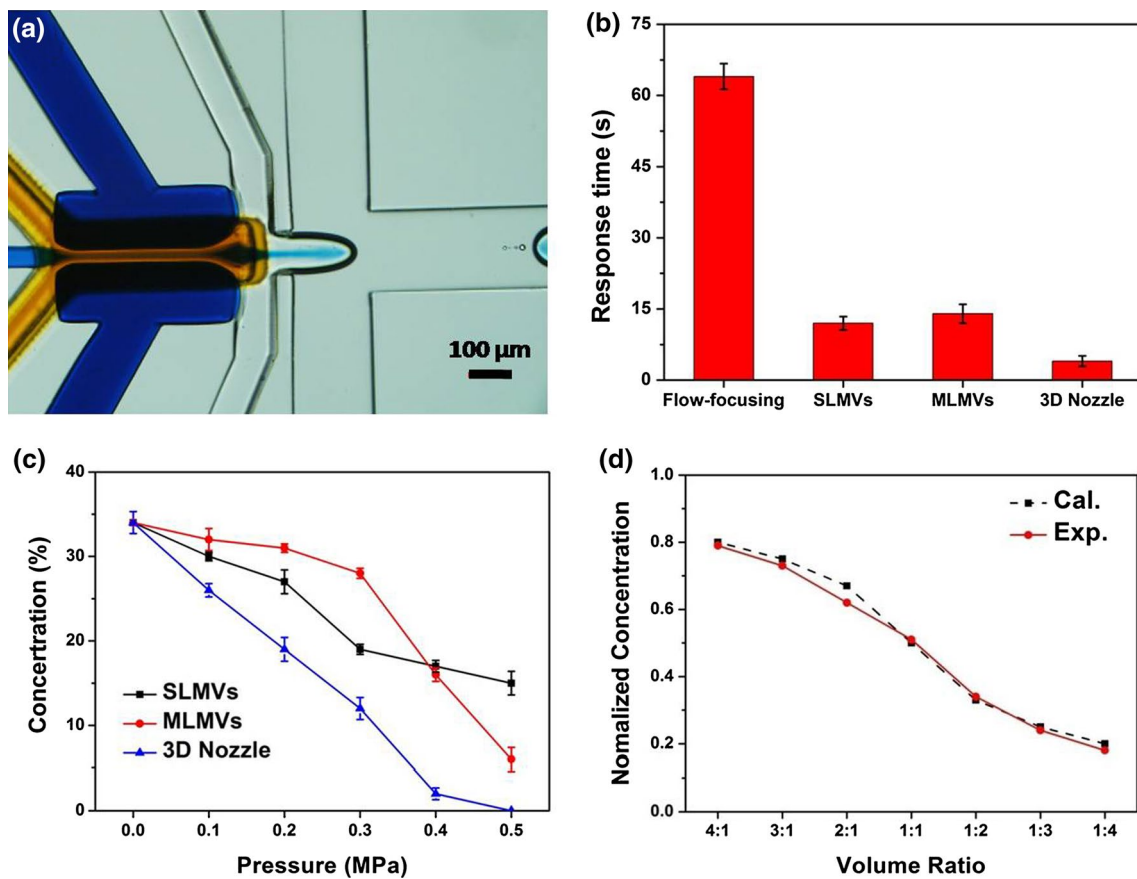 (a)
100 µm
(b)
75
60
45
30
15
0
Response time (s)
Flow-focusing SLMVs MLMVs 3D Nozzle
(c)
40
30
20
10
0
Concertration (%)
SLMVs
MLMVs
3D Nozzle
0.0 0.1 0.2 0.3 0.4 0.5
Pressure (MPa)
(d)
1.0
0.8
0.6
0.4
0.2
0.0
Nomalized Concentration
Cal.
Exp.
4:1 3:1 2:1 1:1 1:2 1:3 1:4
Volume Ratio